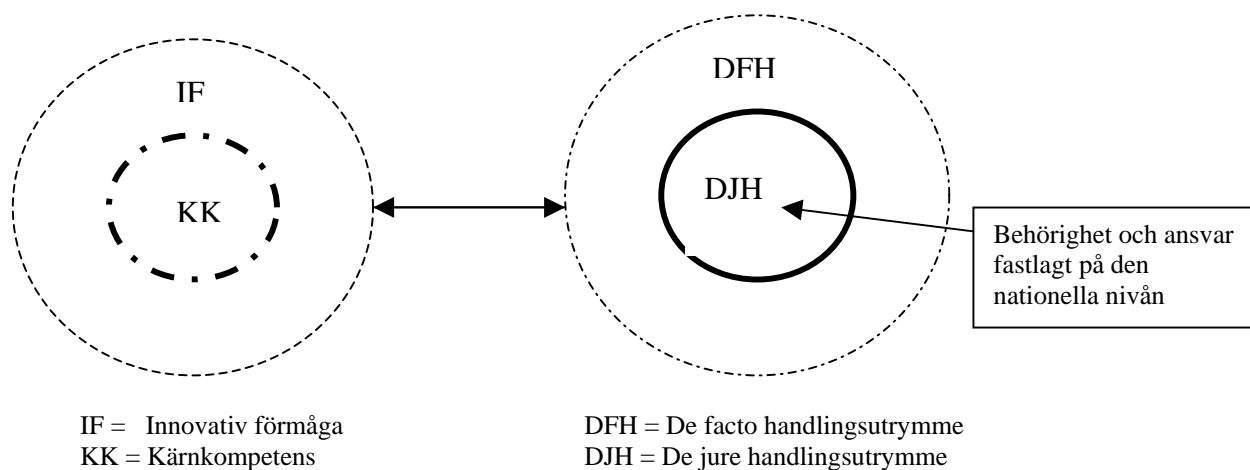 IF
KK
DFH
DJH
Behörighet och ansvar
fastlagt på den
nationella nivån
IF = Innovativ förmåga
KK = Kärnkompetens
DFH = De facto handlingsutrymme
DJH = De jure handlingsutrymme